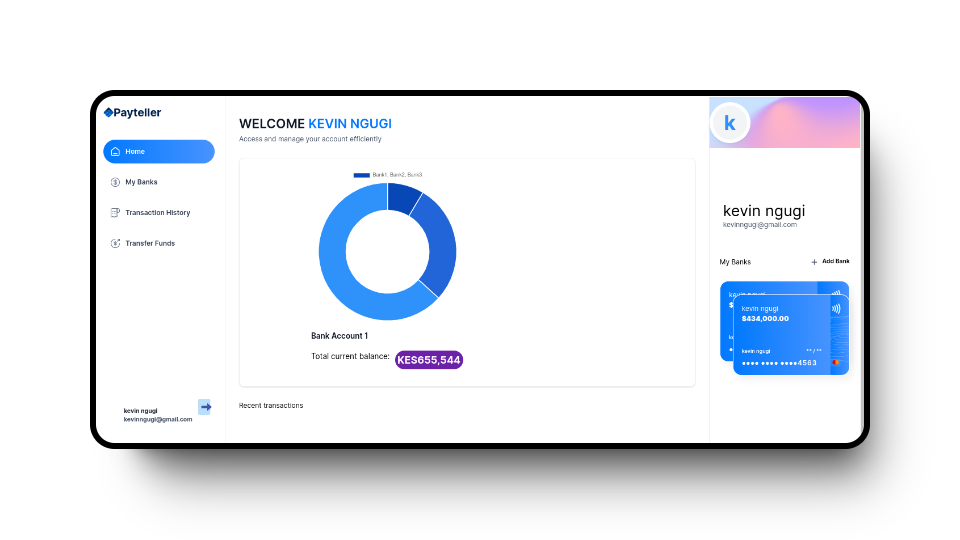 Payteller
Home
My Banks
Transaction History
Transfer Funds
kevin ngugi
kevinngugi@gmail.com
WELCOME KEVIN NGUGI
Access and manage your account efficiently
Bank1, Bank2, Bank3
Bank Account 1
Total current balance: KES655,544
Recent transactions
k
kevin ngugi
kevinngugi@gmail.com
My Banks
+ Add Bank
kevin ngugi
$434,000.00
kevin ngugi
•• / ••
•••• •••• ••••4563